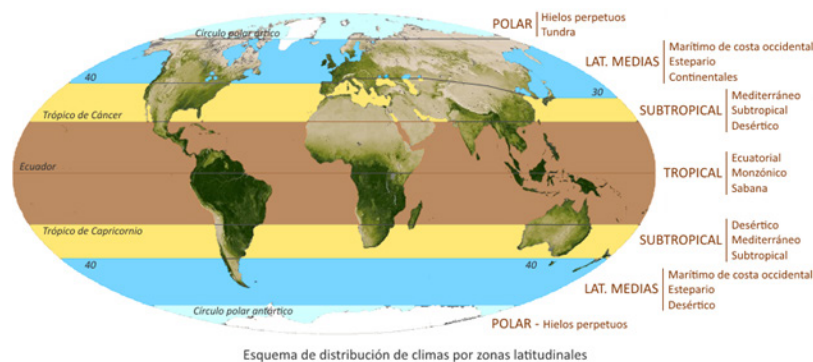 POLAR
Hielos perpetuos
Tundra
Círculo polar ártico
LAT. MEDIAS
Marítimo de costa occidental
Estepario
Continentales
40
30
SUBTROPICAL
Mediterráneo
Subtropical
Desértico
Trópico de Cáncer
Ecuador
TROPICAL
Ecuatorial
Monzónico
Sabana
Trópico de Capricornio
SUBTROPICAL
Desértico
Mediterráneo
Subtropical
40
40
LAT. MEDIAS
Marítimo de costa occidental
Estepario
Desértico
Círculo polar antórtico
POLAR - Hielos perpetuos
Esquema de distribución de climas por zonas latitudinales